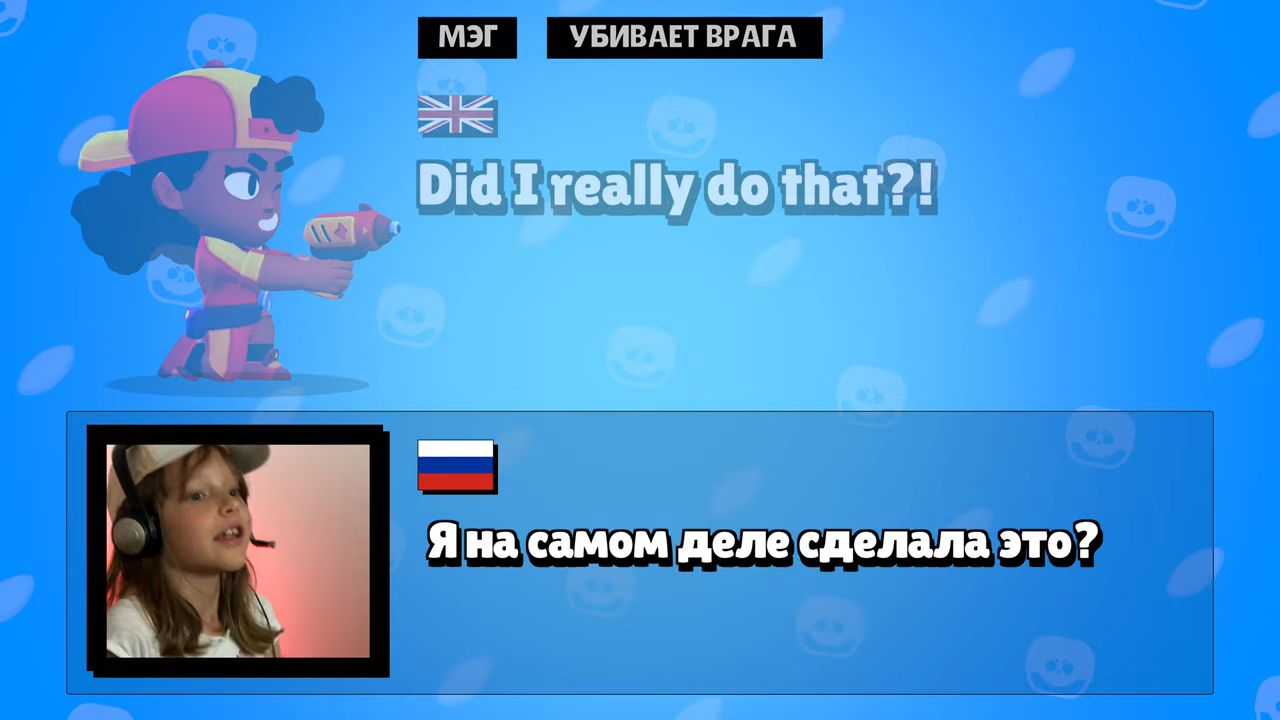 МЭГ УБИВАЕТ ВРАГА
Did I really do that?!
Я на самом деле сделала это?